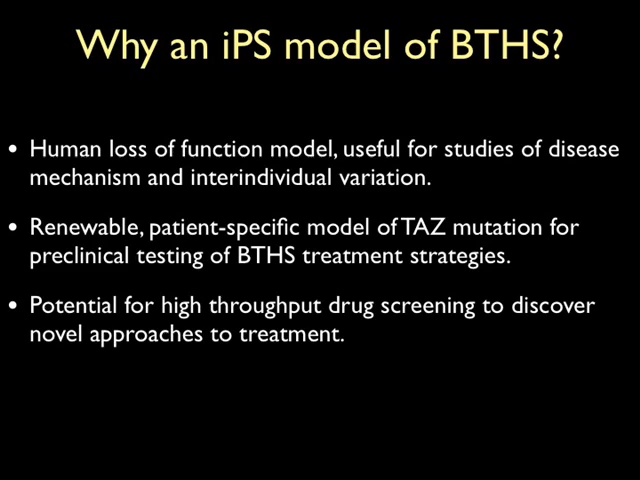 Why an iPS model of BTHS?
• Human loss of function model, useful for studies of disease
mechanism and interindividual variation.
• Renewable, patient-specific model of TAZ mutation for
preclinical testing of BTHS treatment strategies.
• Potential for high throughput drug screening to discover
novel approaches to treatment.